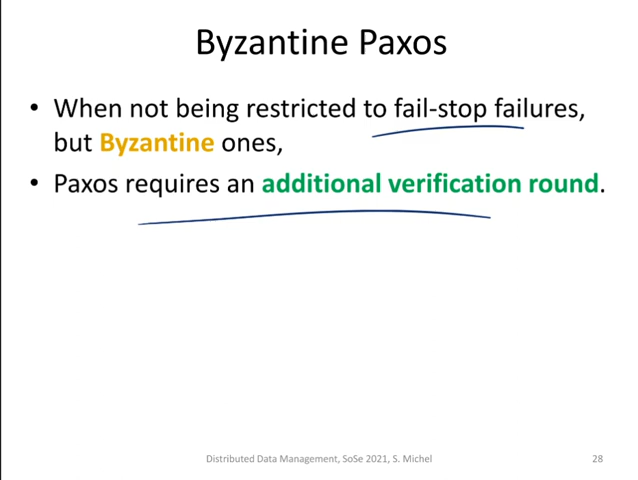 Byzantine Paxos
• When not being restricted to fail-stop failures,
but Byzantine ones,
• Paxos requires an additional verification round.
Distributed Data Management, SoSe 2021, S. Michel
28